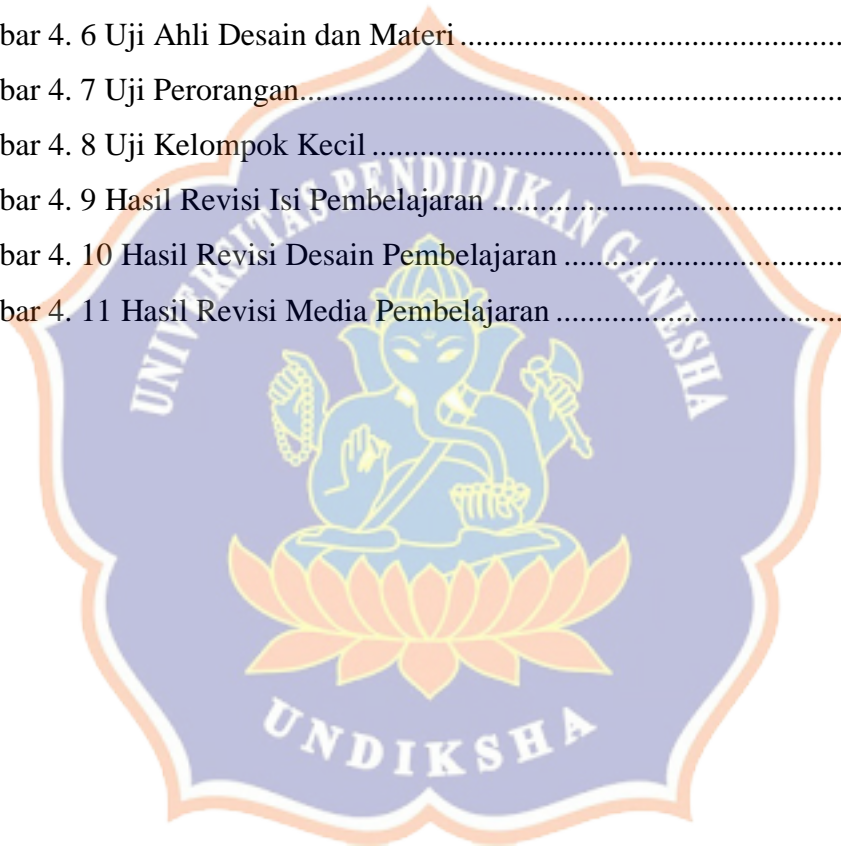 bar 4. 6 Uji Ahli Desain dan Materi................................................
bar 4. 7 Uji Perorangan....................................................................
bar 4. 8 Uji Kelompok Kecil ...........................................................
bar 4. 9 Hasil Revisi Isi Pembelajaran ............................................
bar 4. 10 Hasil Revisi Desain Pembelajaran ...................................
bar 4. 11 Hasil Revisi Media Pembelajaran ....................................
UNIVERSITAS PENDIDIKAN GANESHA
UNDIKSHA